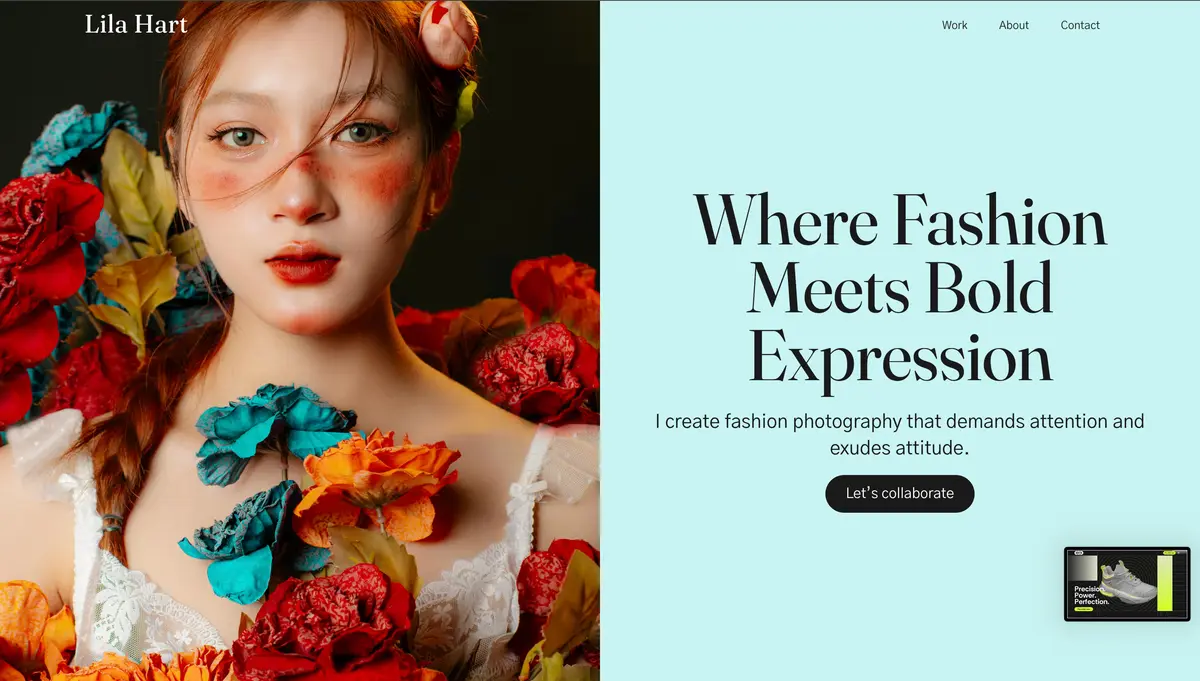 Lila Hart
Work
About
Contact
Where Fashion
Meets Bold
Expression
I create fashion photography that demands attention and
exudes attitude.
Let’s collaborate
Precision.
Power.
Perfection.